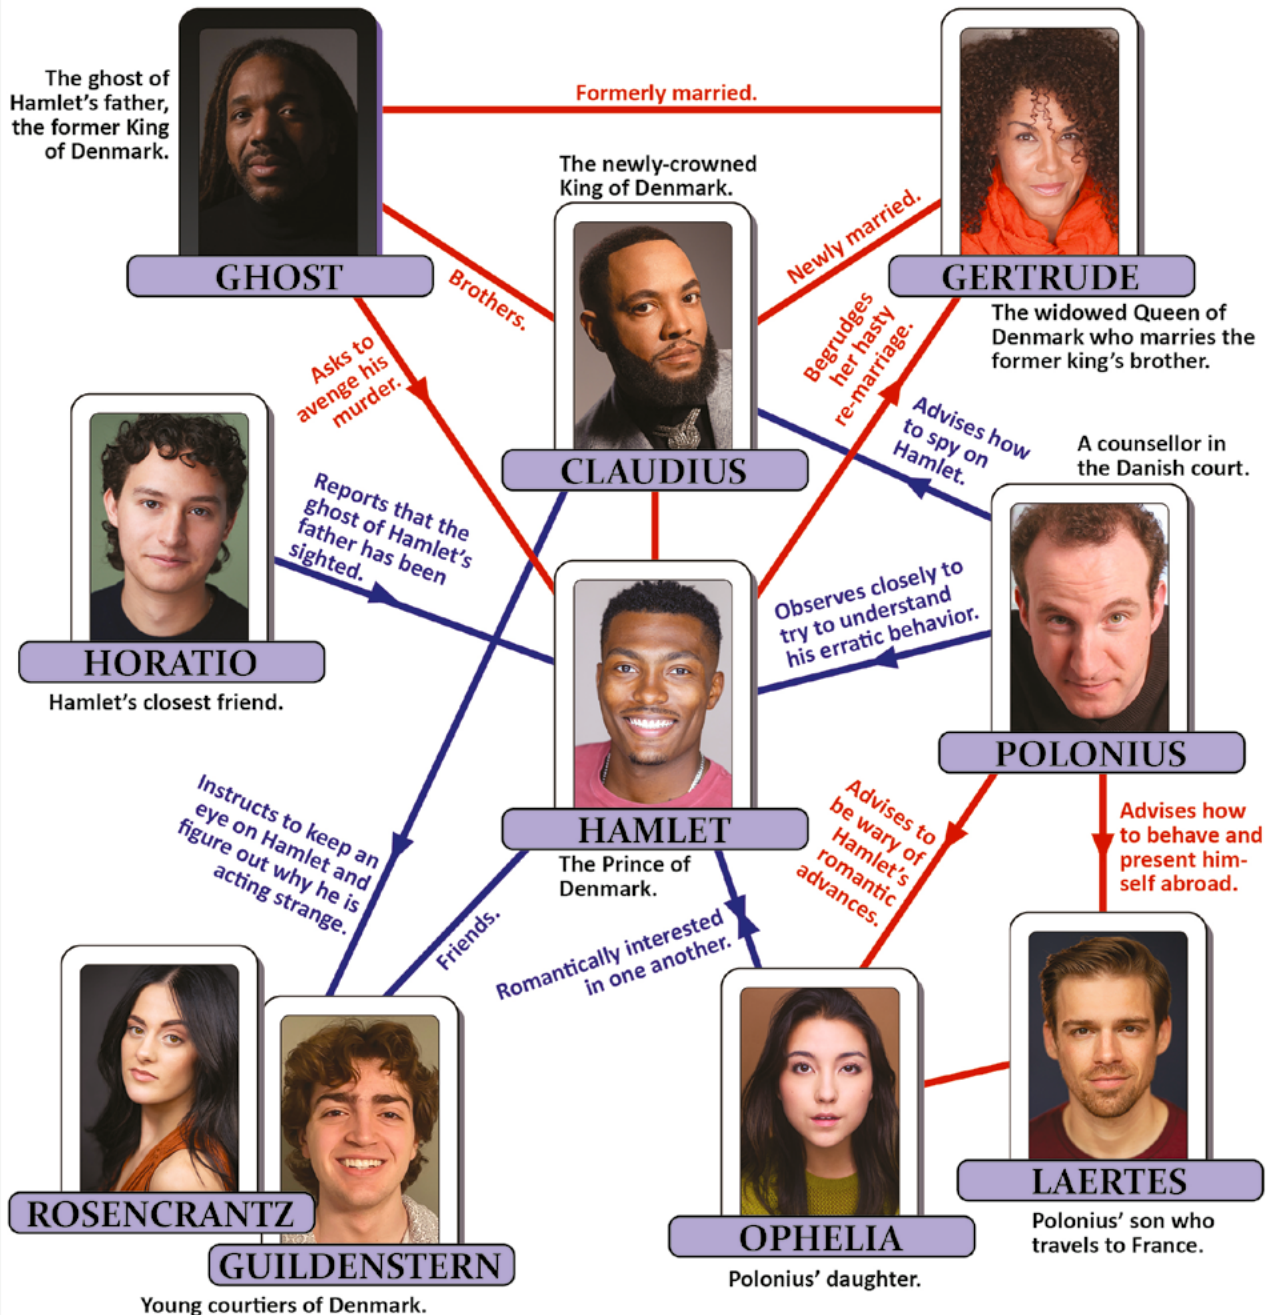 The ghost of
Hamlet's father,
the former King
of Denmark.
GHOST
Formerly married.
The newly-crowned
King of Denmark.
CLAUDIUS
Brothers.
Newly married.
GERTRUDE
The widowed Queen of
Denmark who marries the
former king's brother.
Asks to
avenge his
murder.
Begrudges
her hasty
re-marriage.
Advises how
to spy on
Hamlet.
A counsellor in
the Danish court.
POLONIUS
HORATIO
Hamlet's closest friend.
Reports that the
ghost of Hamlet's
father has been
sighted.
Observes closely to
try to understand
his erratic behavior.
HAMLET
The Prince of
Denmark.
Instructs to keep an
eye on Hamlet and
figure out why he is
acting strange.
Friends.
Romantically interested
in one another.
Advises to
be wary of
Hamlet's
romantic
advances.
Advises how
to behave and
present him-
self abroad.
ROSENCRANTZ
GUILDENSTERN
Young courtiers of Denmark.
OPHELIA
Polonius' daughter.
LAERTES
Polonius' son who
travels to France.